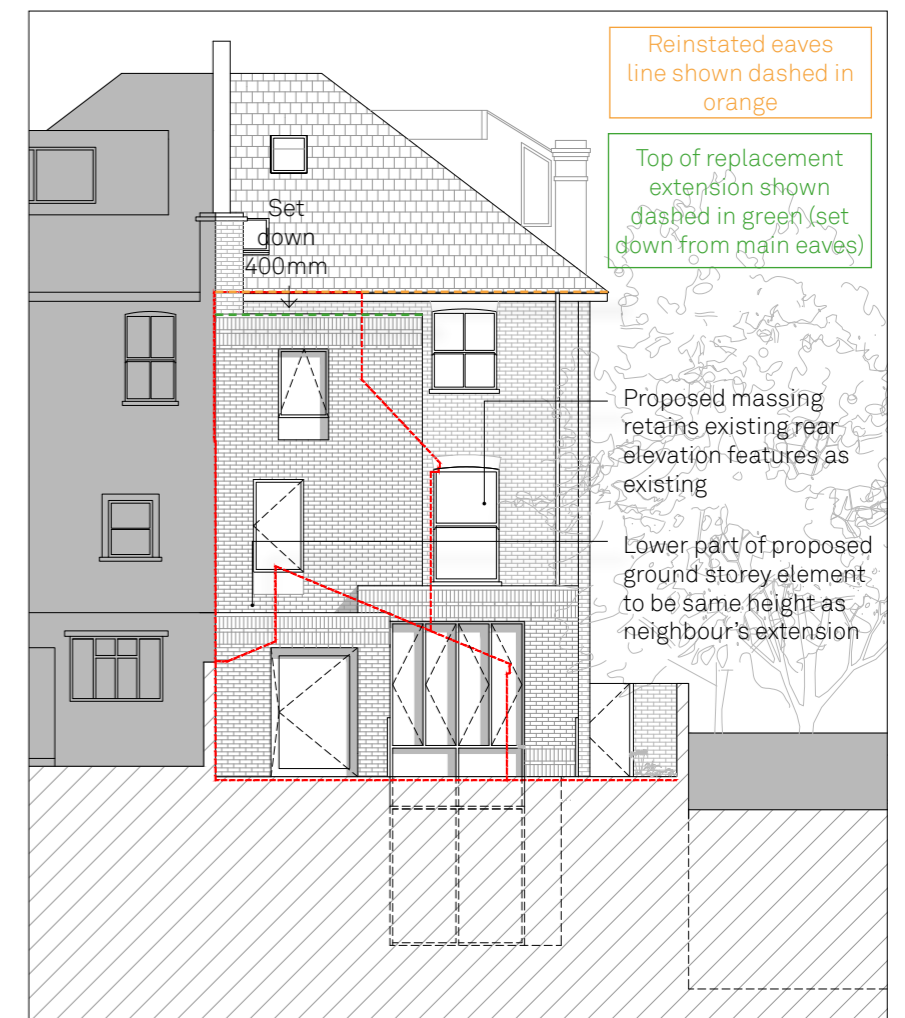 Reinstated eaves
line shown dashed in
orange
Top of replacement
extension shown
dashed in green (set
down from main eaves)
Set
down
400mm
Proposed massing
retains existing rear
elevation features as
existing
Lower part of proposed
ground storey element
to be same height as
neighbour's extension